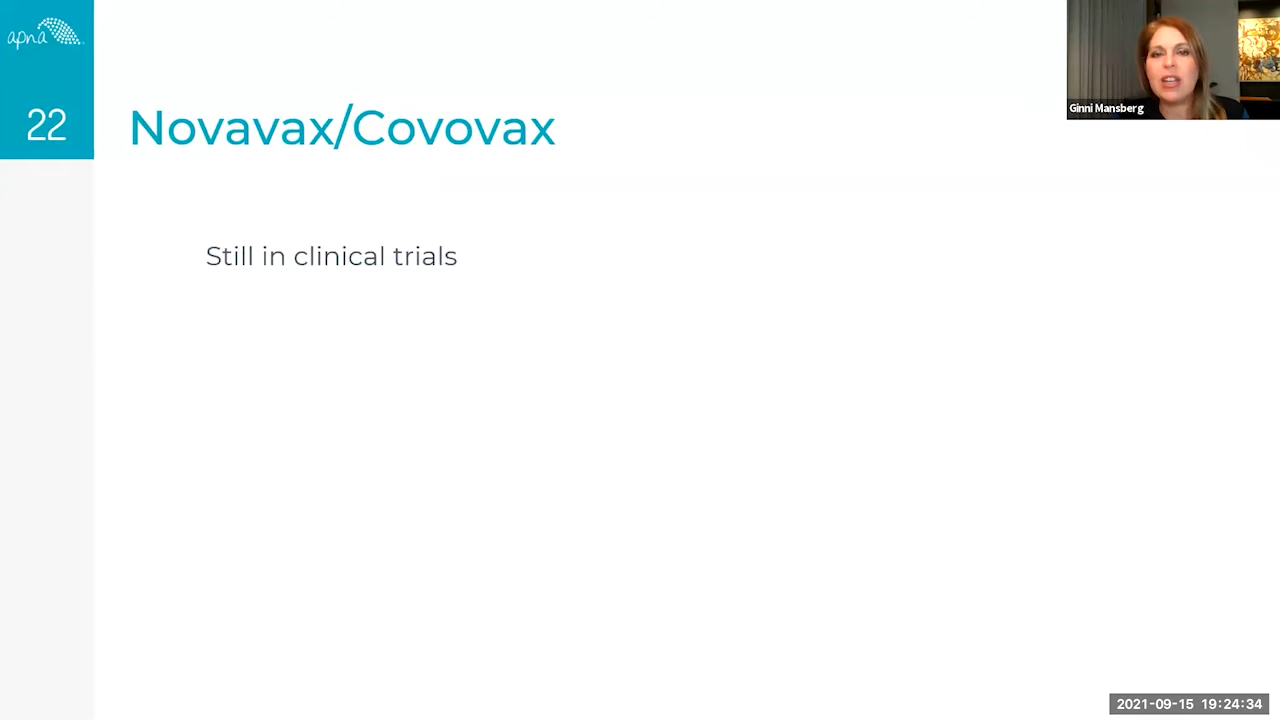 apna
22
Novavax/Covovax
Still in clinical trials
Ginni Mansberg
2021-09-15 19:24:34